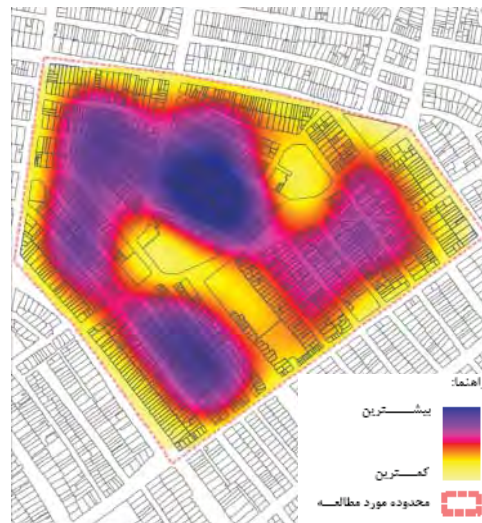 راهنما:
بیشترین
کمترین
محدوده مورد مطالعه